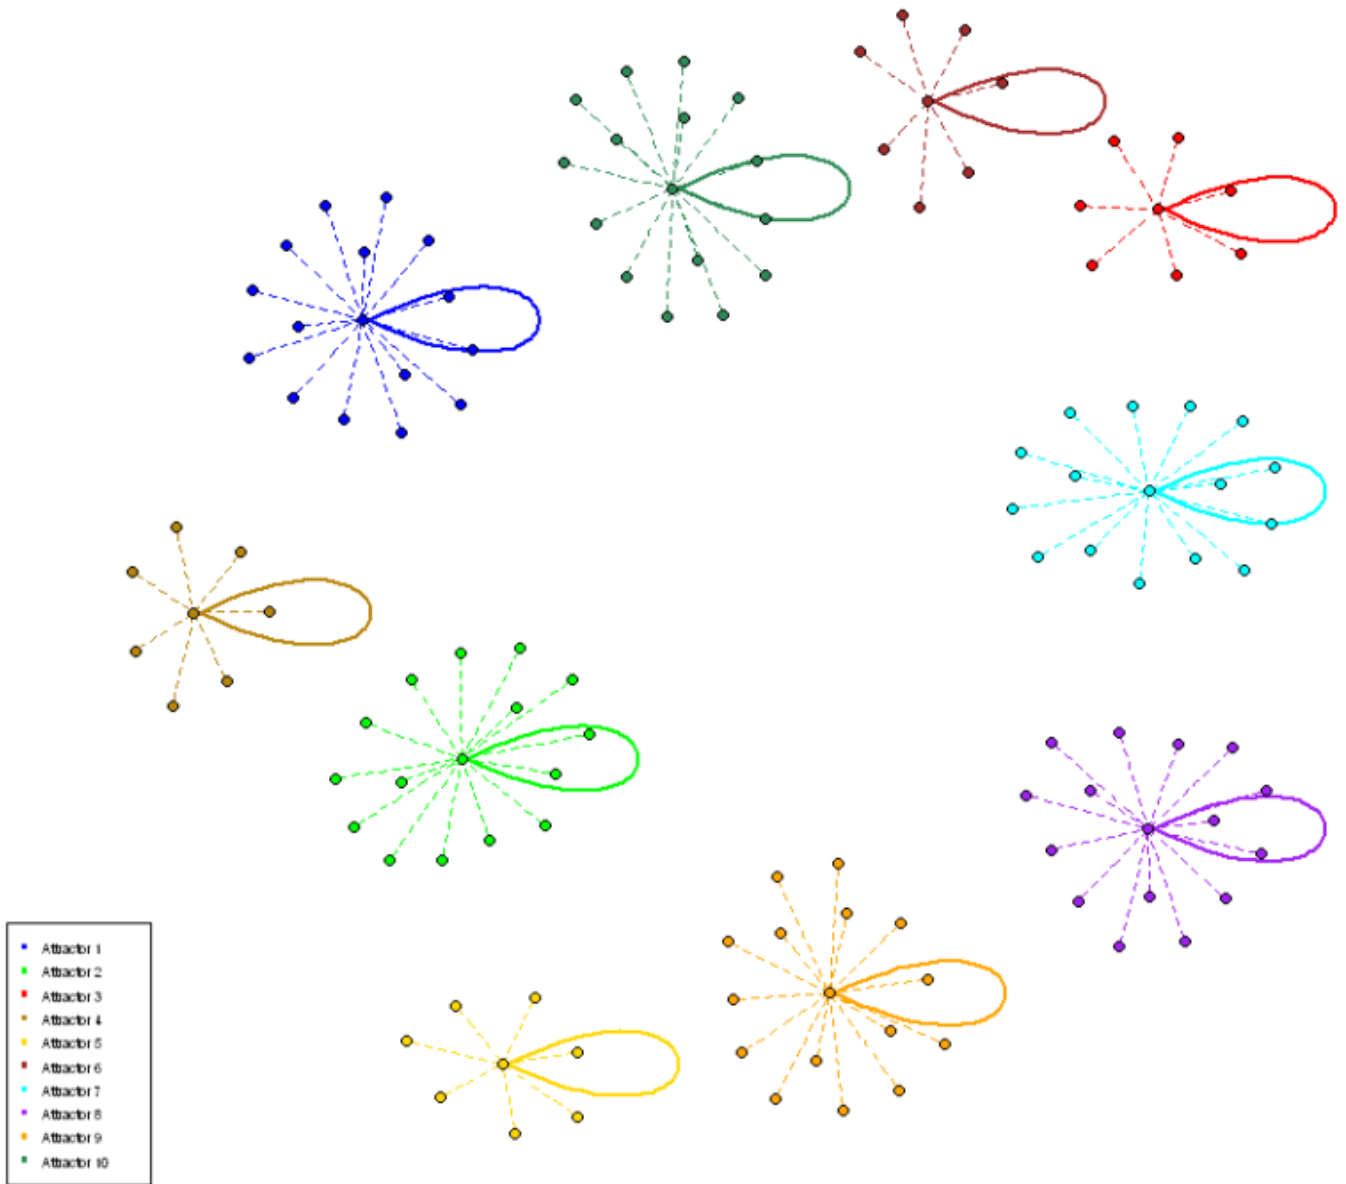 Attractor 1
Attractor 2
Attractor 3
Attractor 4
Attractor 5
Attractor 6
Attractor 7
Attractor 8
Attractor 9
Attractor 10